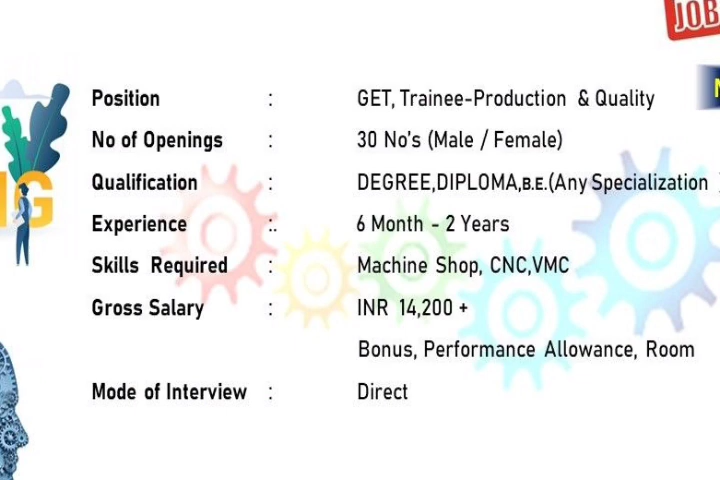 JOB
Position : GET, Trainee-Production & Quality
No of Openings : 30 No's (Male / Female)
Qualification : DEGREE,DIPLOMA,B.E.(Any Specialization )
Experience :. 6 Month - 2 Years
Skills Required : Machine Shop, CNC,VMC
Gross Salary : INR 14,200 +
Bonus, Performance Allowance, Room
Mode of Interview : Direct